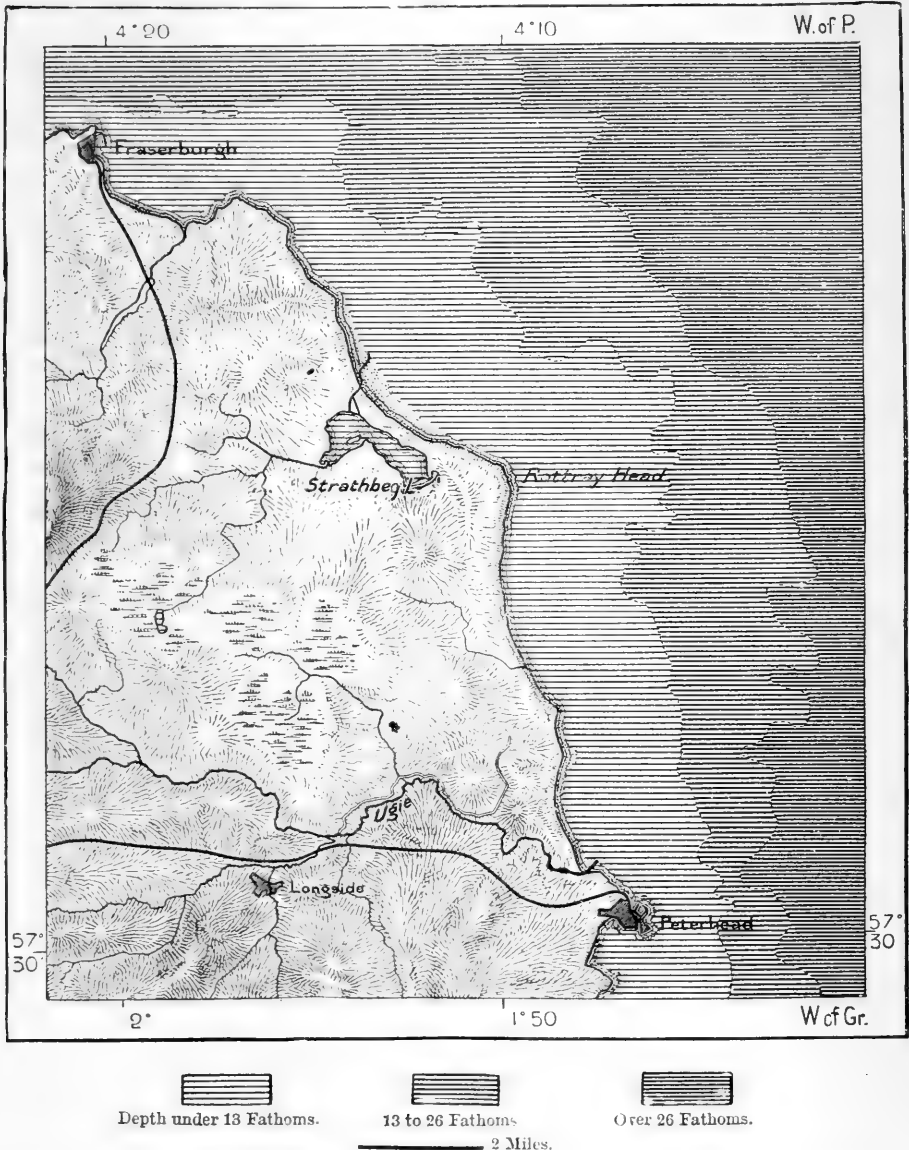 4°20
4°10
W. of P.
Fraserburgh
Strathbeg L.
Rattray Head
Ugie
Longside
Peterhead
57°
30
57°
30
2°
1°50
W of Gr.
Depth under 13 Fathoms.
13 to 26 Fathoms
Over 26 Fathoms.
2 Miles.